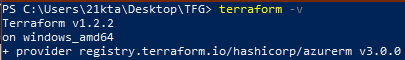 PS C:\Users\21kta\Desktop\TFG> terraform -v
Terraform v1.2.2
on windows_amd64
+ provider registry.terraform.io/hashicorp/azurerm v3.0.0